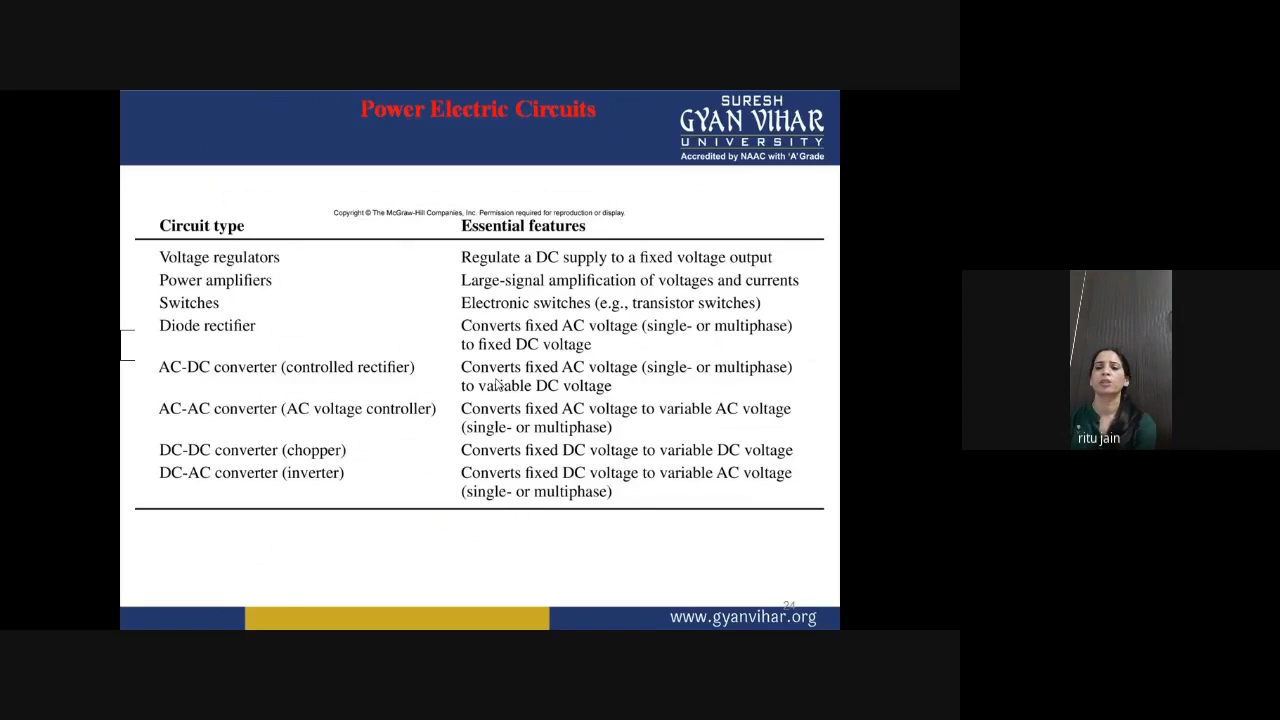 Power Electric Circuits
SURESH
GYAN VIHAR
UNIVERSITY
Accredited by NAAC with 'A' Grade
Copyright © The McGraw-Hill Companies, Inc. Permission required for reproduction or display.
Circuit type Essential features
Voltage regulators Regulate a DC supply to a fixed voltage output
Power amplifiers Large-signal amplification of voltages and currents
Switches Electronic switches (e.g., transistor switches)
Diode rectifier Converts fixed AC voltage (single- or multiphase)
to fixed DC voltage
AC-DC converter (controlled rectifier) Converts fixed AC voltage (single- or multiphase)
to variable DC voltage
AC-AC converter (AC voltage controller) Converts fixed AC voltage to variable AC voltage
(single- or multiphase)
DC-DC converter (chopper) Converts fixed DC voltage to variable DC voltage
DC-AC converter (inverter) Converts fixed DC voltage to variable AC voltage
(single- or multiphase)
24
www.gyanvihar.org
ritu jain